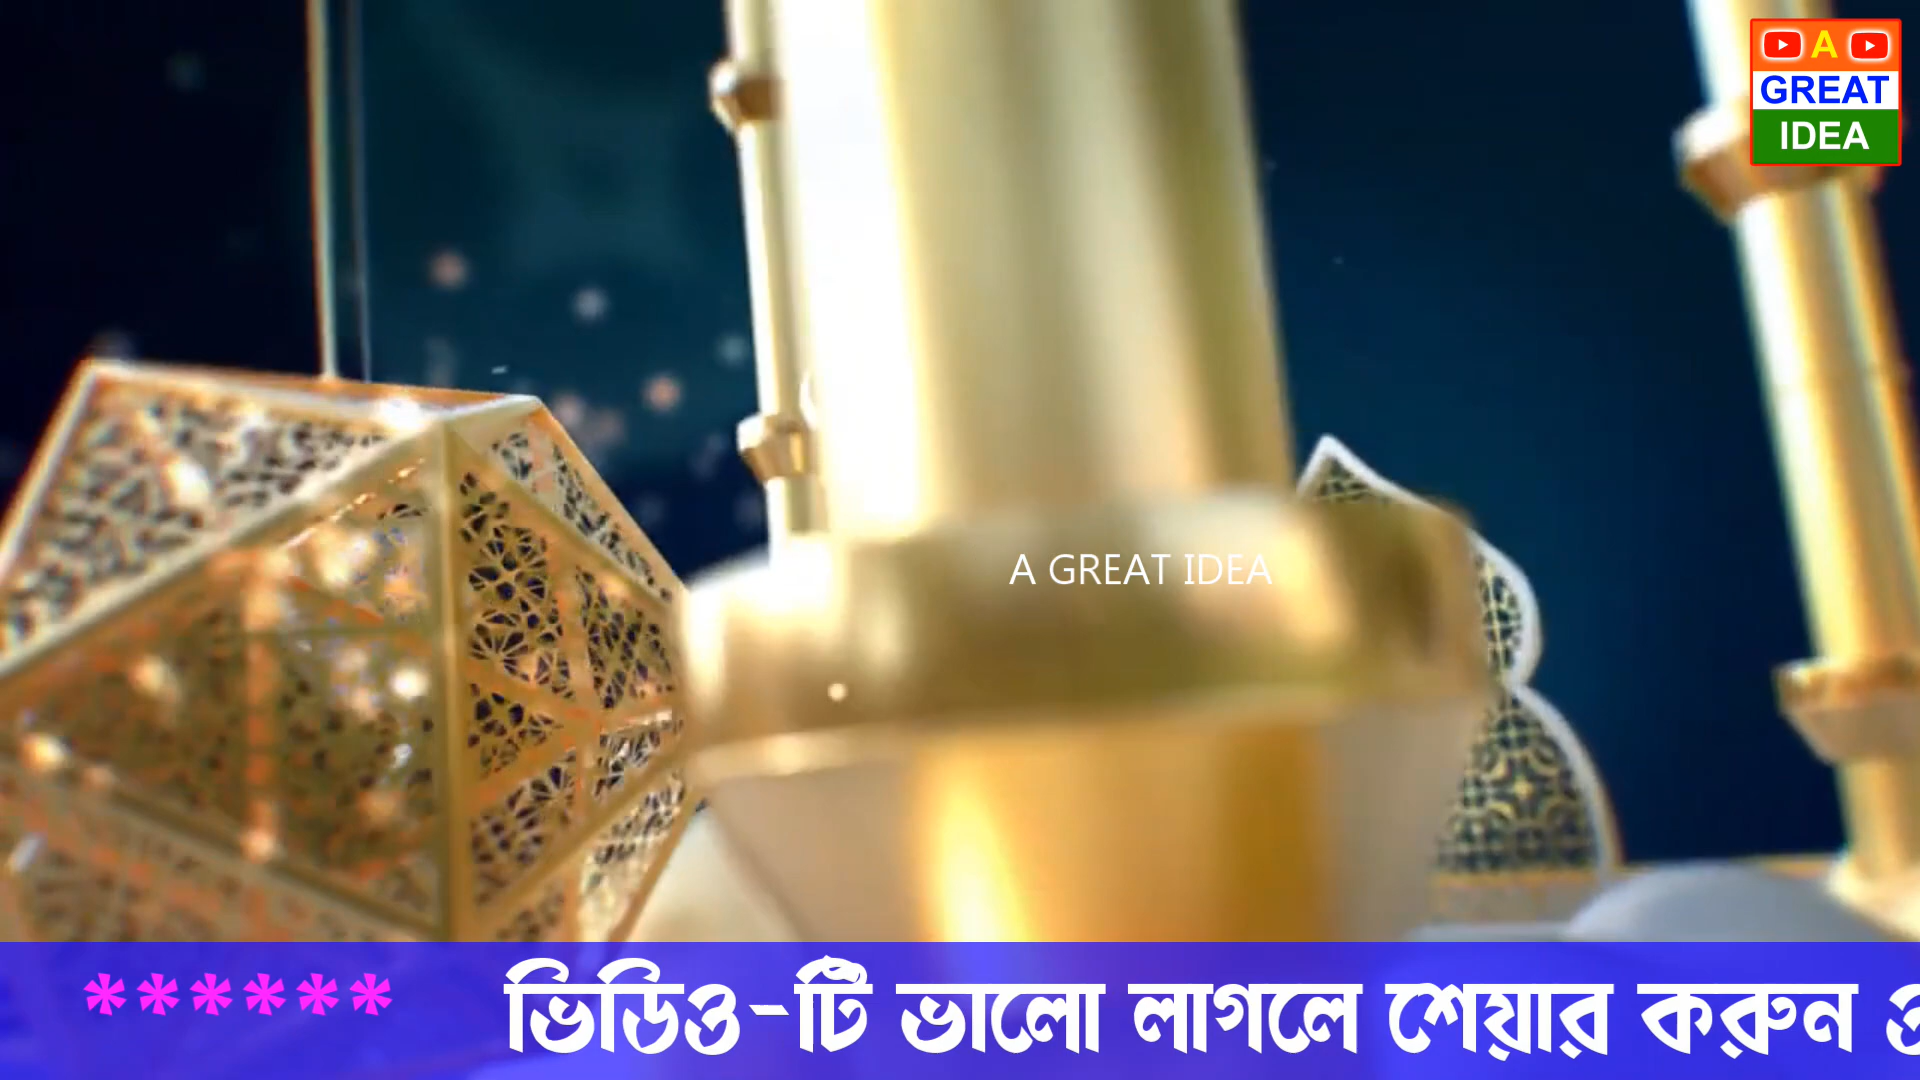 A
GREAT
IDEA
A GREAT IDEA
****** ভিডিও-টি ভালো লাগলে শেয়ার করুন